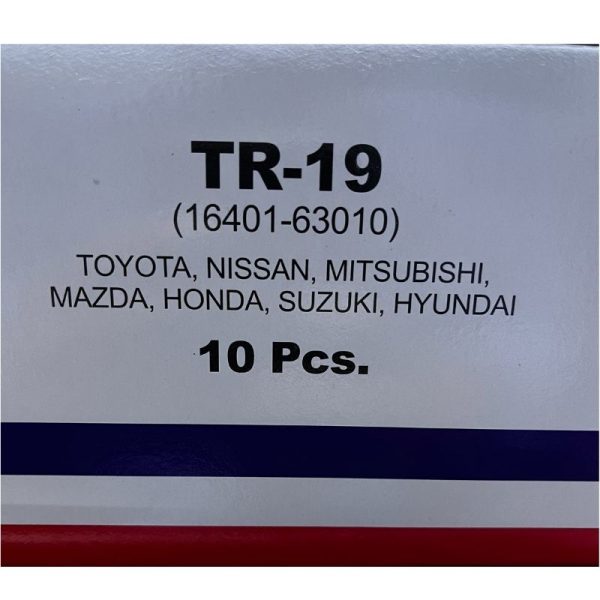 TR-19
(16401-63010)
TOYOTA, NISSAN, MITSUBISHI,
MAZDA, HONDA, SUZUKI, HYUNDAI
10 Pcs.